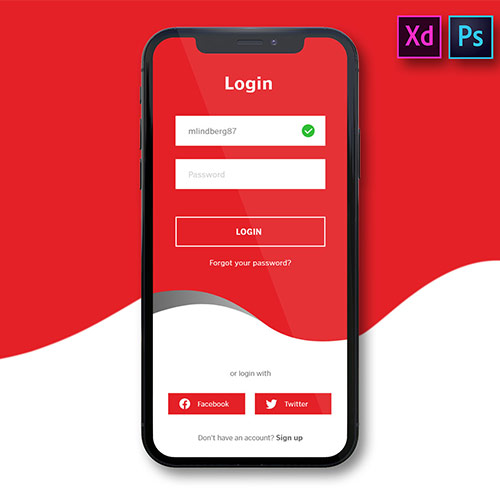 Xd Ps
Login
mlindberg87
Password
LOGIN
Forgot your password?
or login with
Facebook Twitter
Don't have an account? Sign up